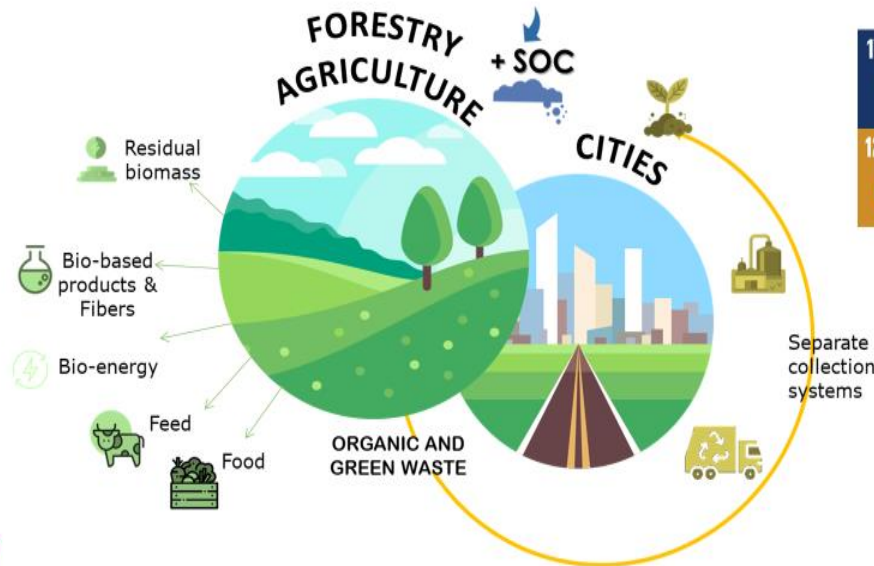 FORESTRY
AGRICULTURE
+ SOC
CITIES
Residual
biomass
Bio-based
products &
Fibers
Bio-energy
Feed
Food
ORGANIC AND
GREEN WASTE
Separate
collection
systems